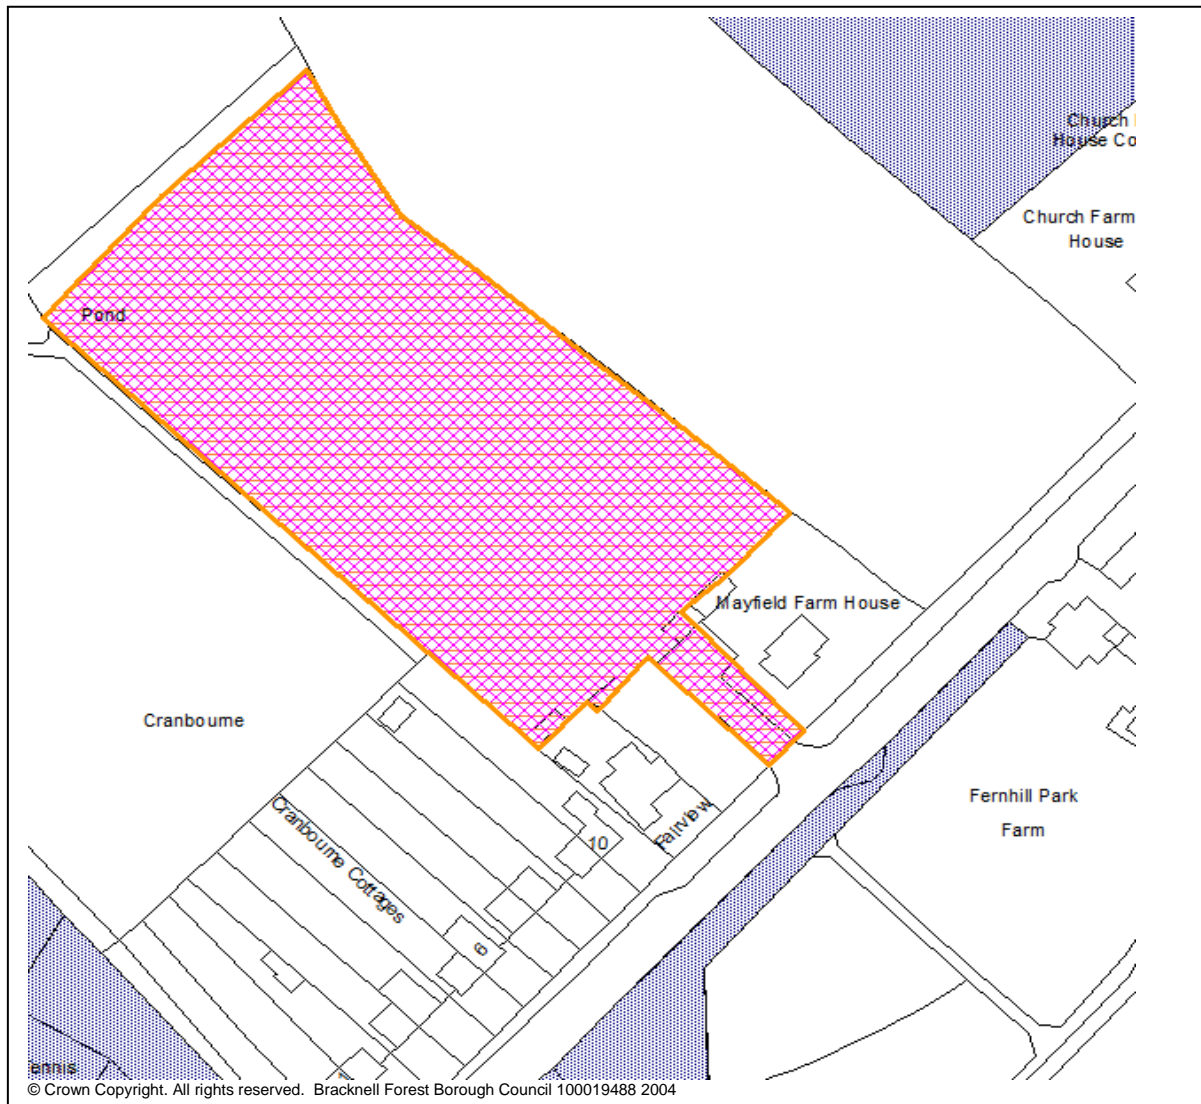 Church
House Co
Church Farm
House
Pond
Mayfield Farm House
Cranbourne
Fernhill Park
Farm
Fairview
10
Cranbourne Cottages
6
ennis
© Crown Copyright. All rights reserved. Bracknell Forest Borough Council 100019488 2004